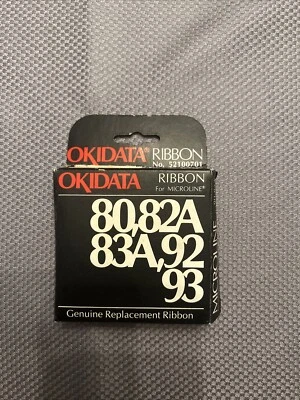 OKIDATA® RIBBON
No. 52100701
OKIDATA RIBBON
For MICROLINE®
80,82A
83A,92
93
Genuine Replacement Ribbon
MICROLINE